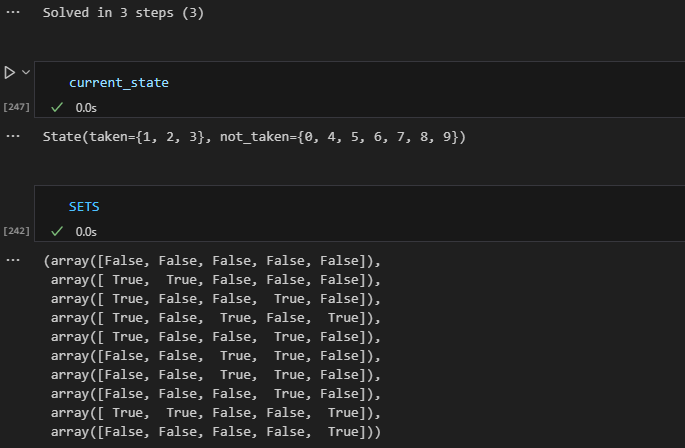 Solved in 3 steps (3)
current_state
[247]
0.0s
State(taken={1, 2, 3}, not_taken={0, 4, 5, 6, 7, 8, 9})
SETS
[242]
0.0s
(array([False, False, False, False, False]),
 array([ True,  True, False, False, False]),
 array([ True, False, False,  True, False]),
 array([ True, False,  True, False,  True]),
 array([ True, False, False,  True, False]),
 array([False, False,  True,  True, False]),
 array([False, False,  True,  True, False]),
 array([False, False, False,  True, False]),
 array([ True,  True, False, False,  True]),
 array([False, False, False, False,  True]))